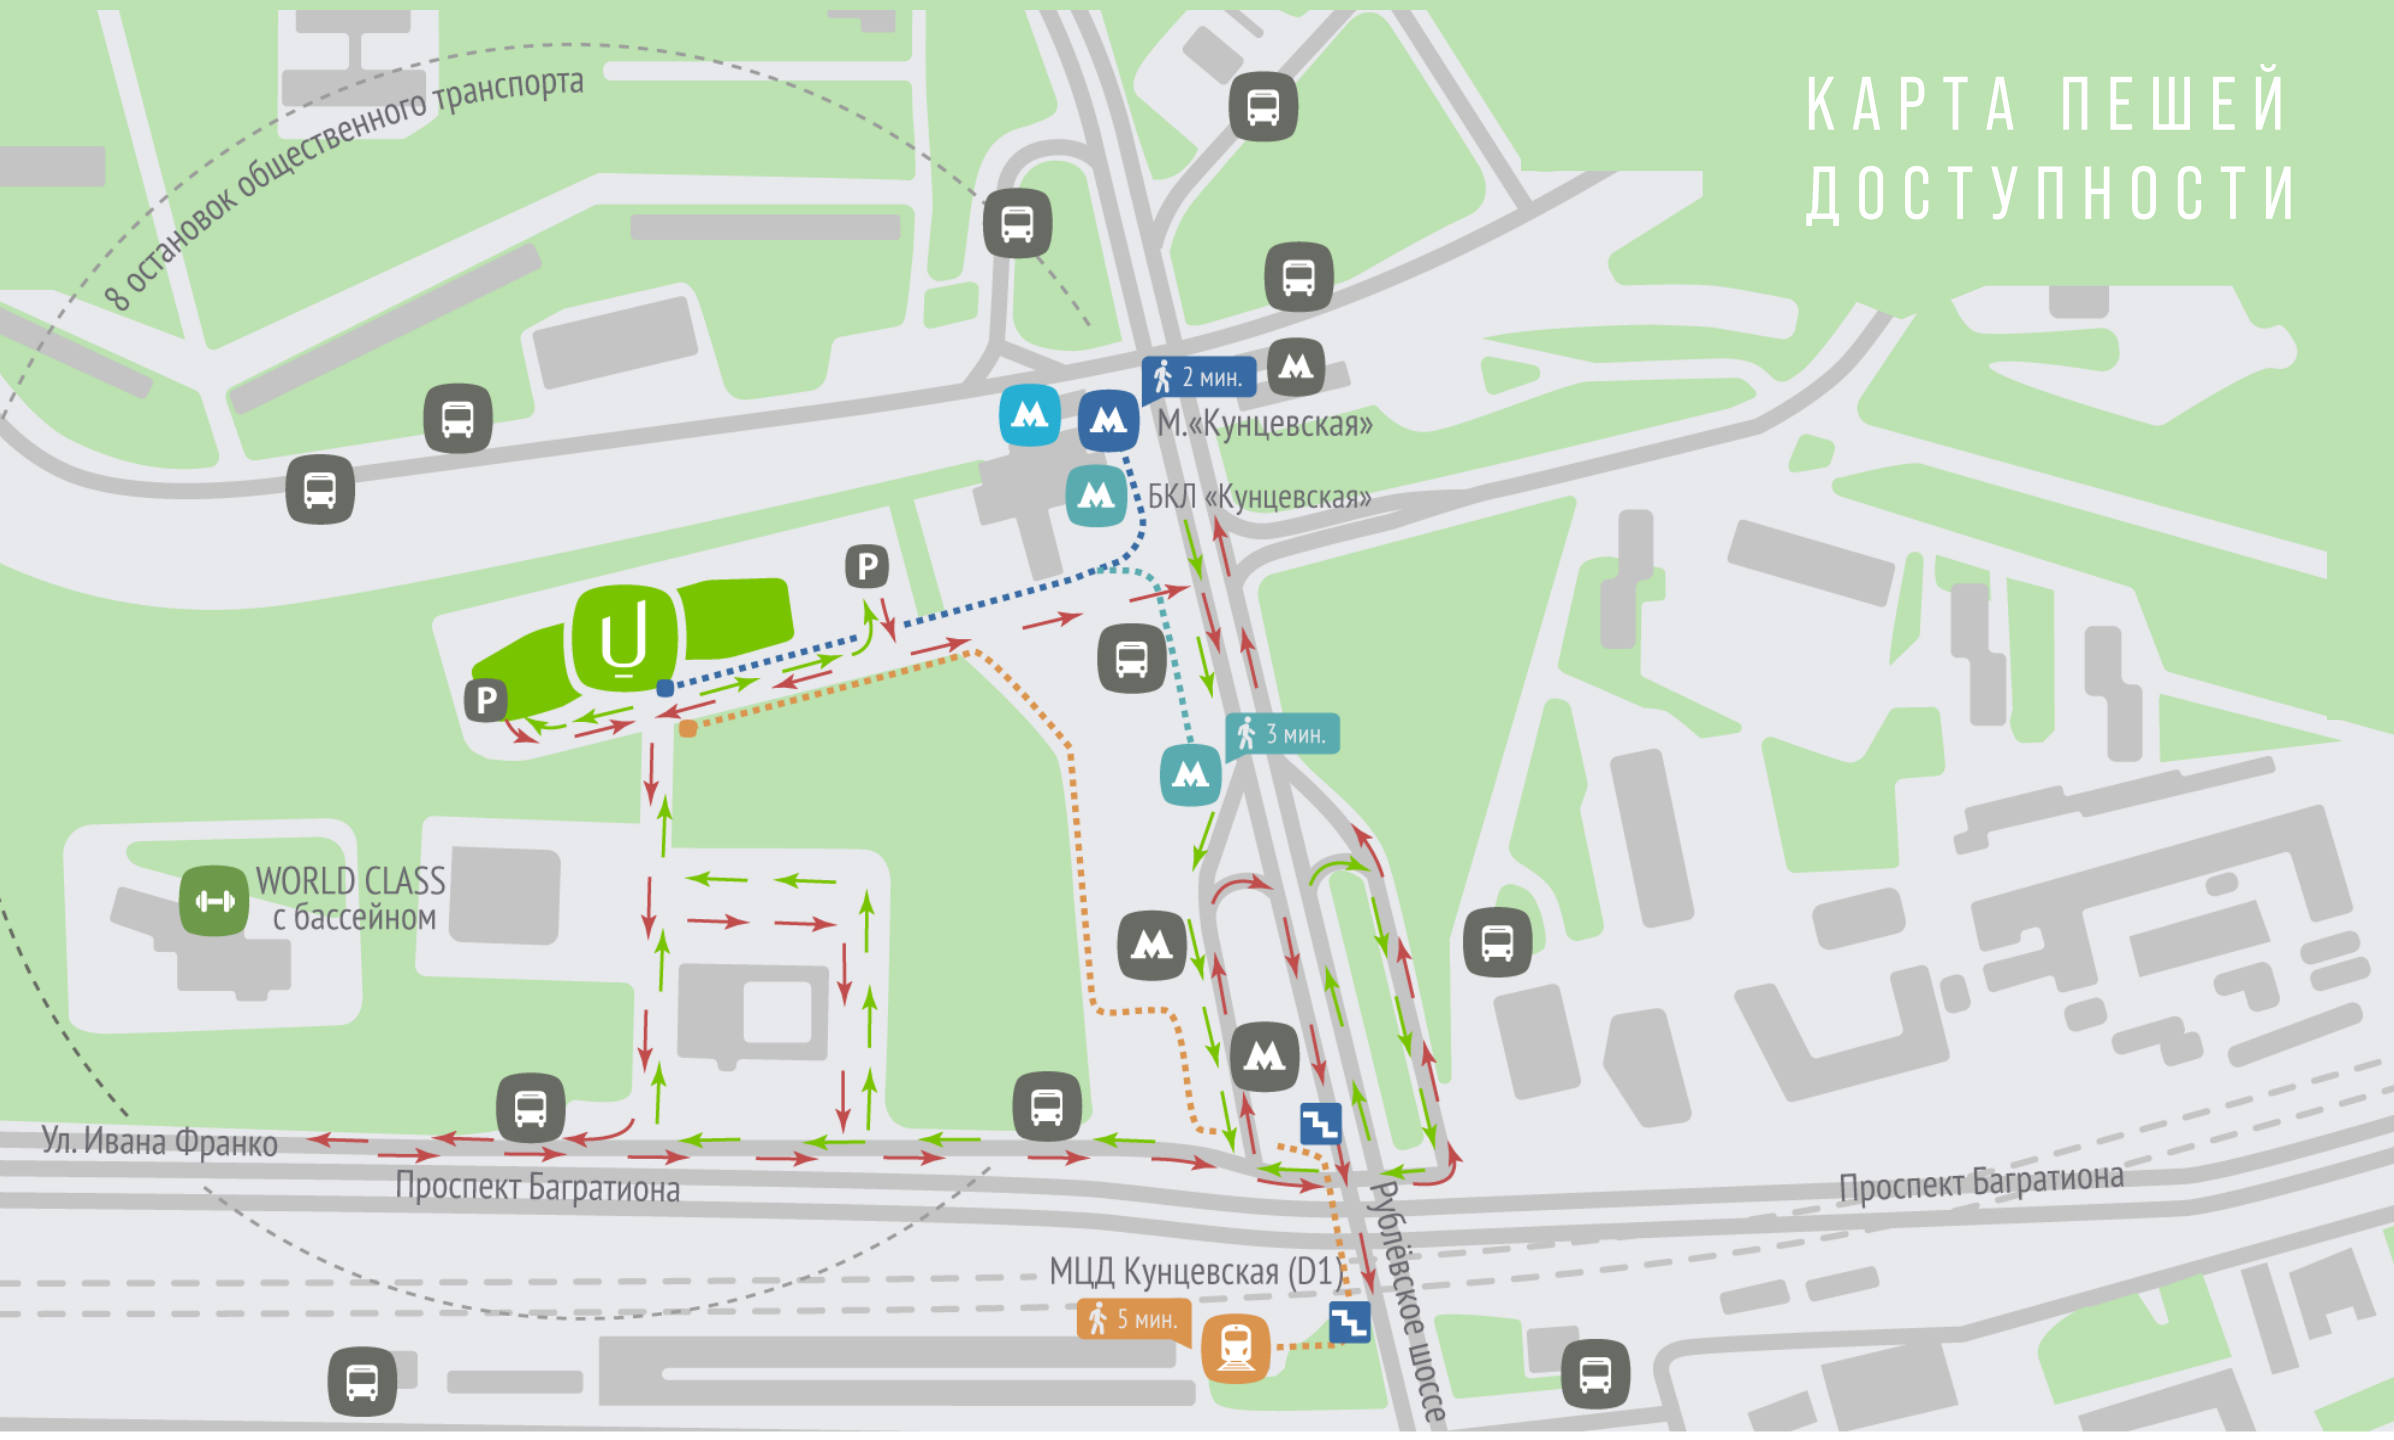 КАРТА ПЕШЕЙ
ДОСТУПНОСТИ
8 остановок общественного транспорта
2 мин.
М.«Кунцевская»
БКЛ «Кунцевская»
P
U
P
3 мин.
WORLD CLASS
с бассейном
Ул. Ивана Франко
Проспект Багратиона
Проспект Багратиона
Рублёвское шоссе
МЦД Кунцевская (D1)
5 мин.